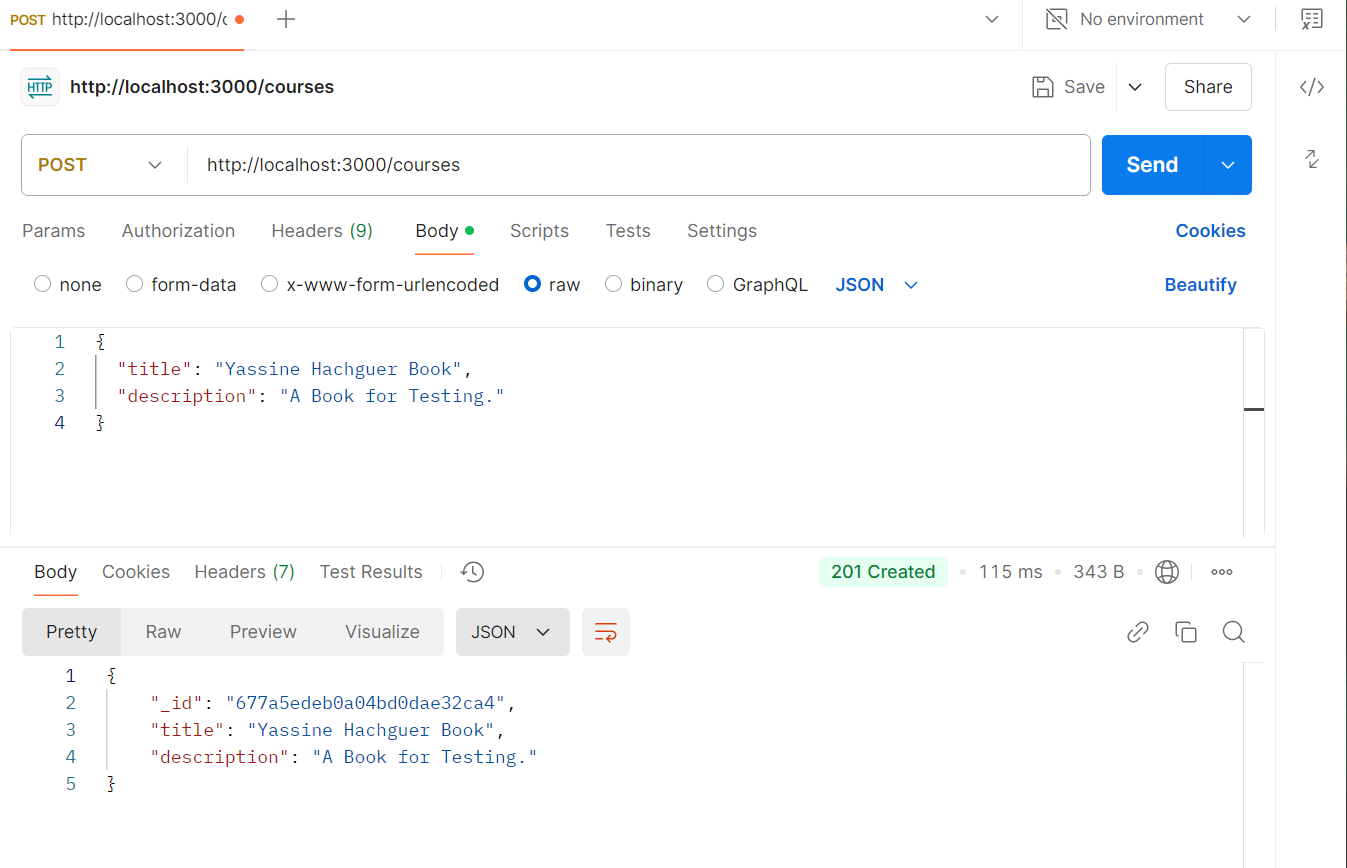 POST http://localhost:3000/c
No environment
HTTP http://localhost:3000/courses
Save
Share
POST http://localhost:3000/courses
Send
Params Authorization Headers (9) Body Scripts Tests Settings Cookies
none form-data x-www-form-urlencoded raw binary GraphQL JSON Beautify
1 {
2 "title": "Yassine Hachguer Book",
3 "description": "A Book for Testing."
4 }
Body Cookies Headers (7) Test Results 201 Created 115 ms 343 B
Pretty Raw Preview Visualize JSON
1 {
2 "_id": "677a5edeb0a04bd0dae32ca4",
3 "title": "Yassine Hachguer Book",
4 "description": "A Book for Testing."
5 }